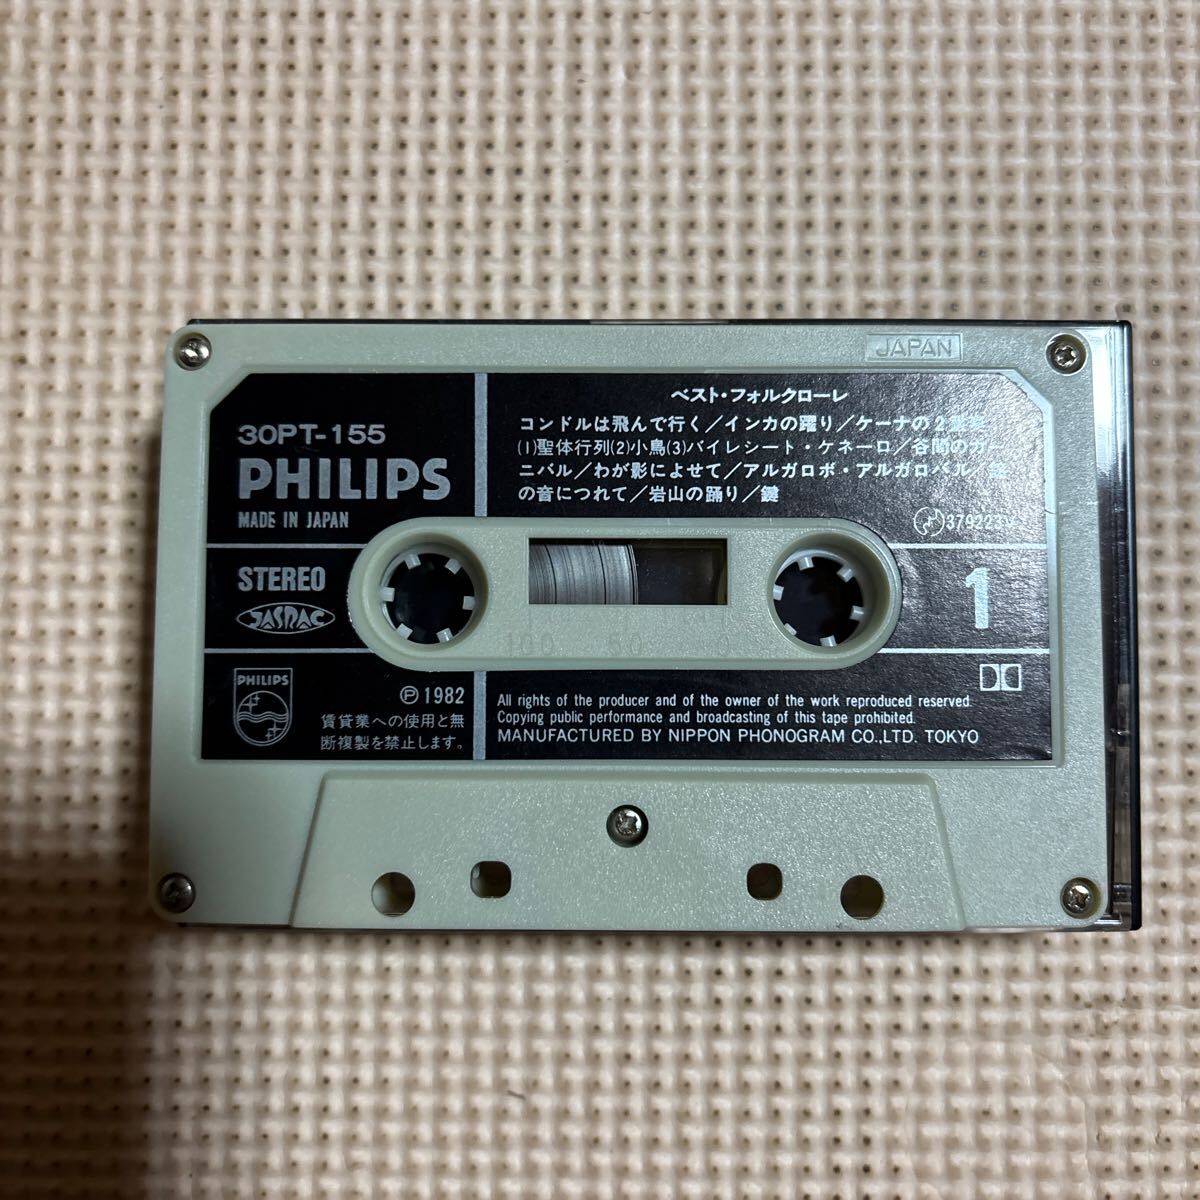 JAPAN
30PT-155
PHILIPS
MADE IN JAPAN
ベスト・フォルクローレ
コンドルは飛んで行く/インカの躍り/ケーナの2重奏
(1)聖体行列(2)小鳥(3)バイレシート・ケネーロ/谷間のカ
ニバル/わが影によせて/アルガロボ・アルガロバル/
の音につれて/岩山の踊り/鍵
379223
STEREO
JASRAC
1
100 50 0
PHILIPS
Ⓟ1982
賃貸業への使用と無
断複製を禁止します。
All rights of the producer and of the owner of the work reproduced reserved.
Copying public performance and broadcasting of this tape prohibited.
MANUFACTURED BY NIPPON PHONOGRAM CO.,LTD. TOKYO